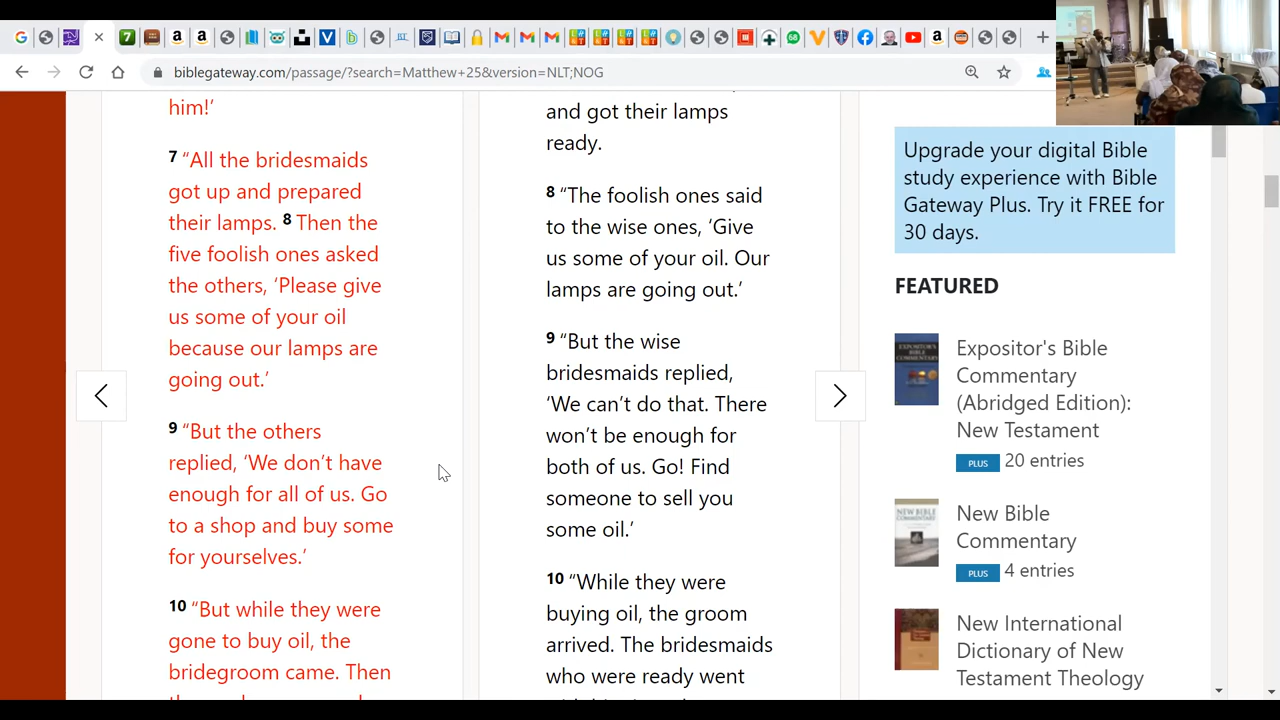 biblegateway.com/passage/?search=Matthew+25&version=NLT;NOG
him!’
7 “All the bridesmaids
got up and prepared
their lamps. 8 Then the
five foolish ones asked
the others, ‘Please give
us some of your oil
because our lamps are
going out.’
9 “But the others
replied, ‘We don’t have
enough for all of us. Go
to a shop and buy some
for yourselves.’
10 “But while they were
gone to buy oil, the
bridegroom came. Then
and got their lamps
ready.
8 “The foolish ones said
to the wise ones, ‘Give
us some of your oil. Our
lamps are going out.’
9 “But the wise
bridesmaids replied,
‘We can’t do that. There
won’t be enough for
both of us. Go! Find
someone to sell you
some oil.’
10 “While they were
buying oil, the groom
arrived. The bridesmaids
who were ready went
Upgrade your digital Bible
study experience with Bible
Gateway Plus. Try it FREE for
30 days.
FEATURED
Expositor's Bible
Commentary
(Abridged Edition):
New Testament
PLUS 20 entries
New Bible
Commentary
PLUS 4 entries
New International
Dictionary of New
Testament Theology